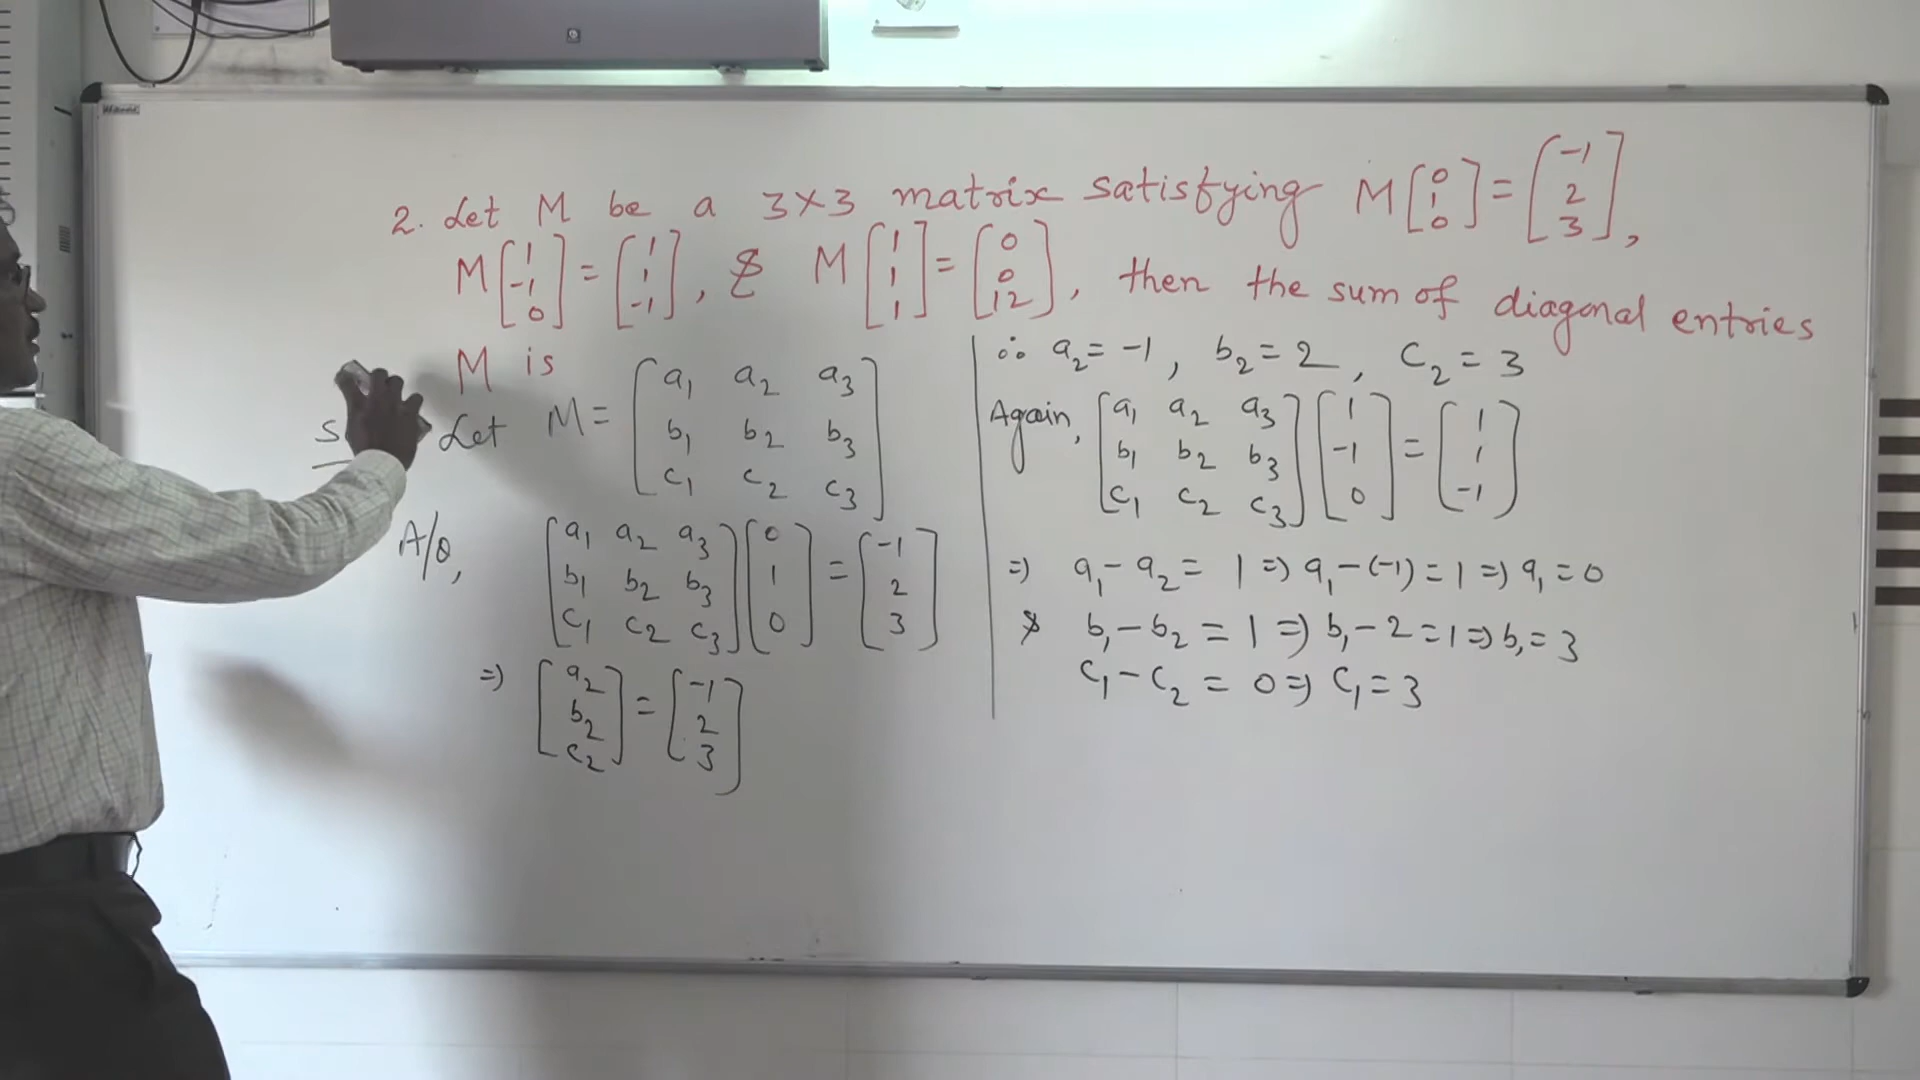 2. Let M be a 3×3 matrix satisfying M[0 1 0] = [-1 2 3],
M[1 -1 0] = [1 1 -1], & M[1 1 1] = [0 0 12], then the sum of diagonal entries
M is
Let M = [a₁ a₂ a₃
b₁ b₂ b₃
c₁ c₂ c₃]
A/Q, [a₁ a₂ a₃
b₁ b₂ b₃
c₁ c₂ c₃] [0 1 0] = [-1 2 3]
=> [a₂ b₂ c₂] = [-1 2 3]
∴ a₂ = -1, b₂ = 2, c₂ = 3
Again, [a₁ a₂ a₃
b₁ b₂ b₃
c₁ c₂ c₃] [1 -1 0] = [1 1 -1]
=> a₁ - a₂ = 1 => a₁ - (-1) = 1 => a₁ = 0
& b₁ - b₂ = 1 => b₁ - 2 = 1 => b₁ = 3
c₁ - c₂ = 0 => c₁ = 3